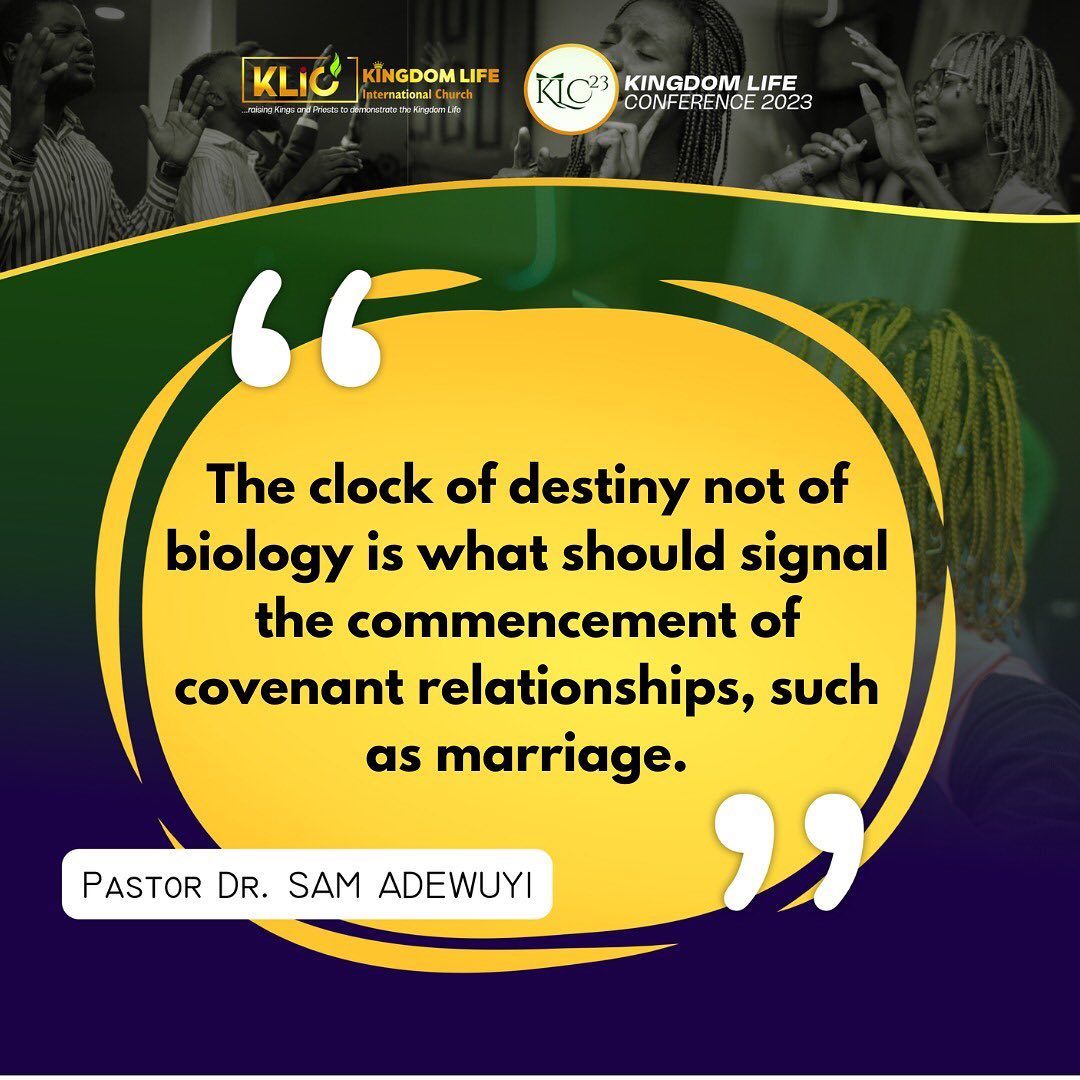 KLIC
KINGDOM LIFE
International Church
...raising Kings and Priests to demonstrate the Kingdom Life
KLC23
KINGDOM LIFE
CONFERENCE 2023
“
The clock of destiny not of
biology is what should signal
the commencement of
covenant relationships, such
as marriage.
”
PASTOR DR. SAM ADEWUYI